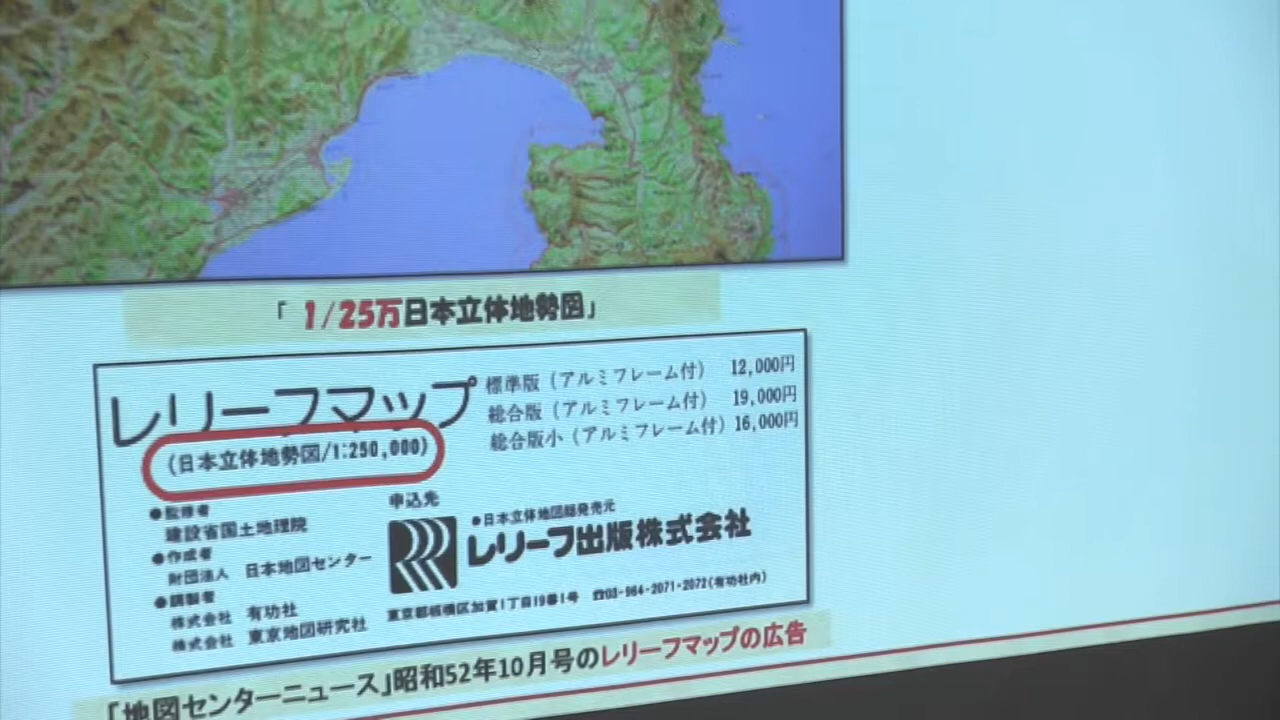 「1/25万日本立体地勢図」
レリーフマップ
(日本立体地勢図/1:250,000)
標準版(アルミフレーム付) 12,000円
総合版(アルミフレーム付) 19,000円
総合版小(アルミフレーム付) 16,000円
●監修者
建設省国土地理院
●作成者
財団法人 日本地図センター
●調製者
株式会社 有功社
株式会社 東京地図研究社
申込先
●日本立体地図総発売元
レリーフ出版株式会社
東京都板橋区加賀1丁目19番1号 ☎03-964-2071・2072(有功社内)
「地図センターニュース」昭和52年10月号のレリーフマップの広告